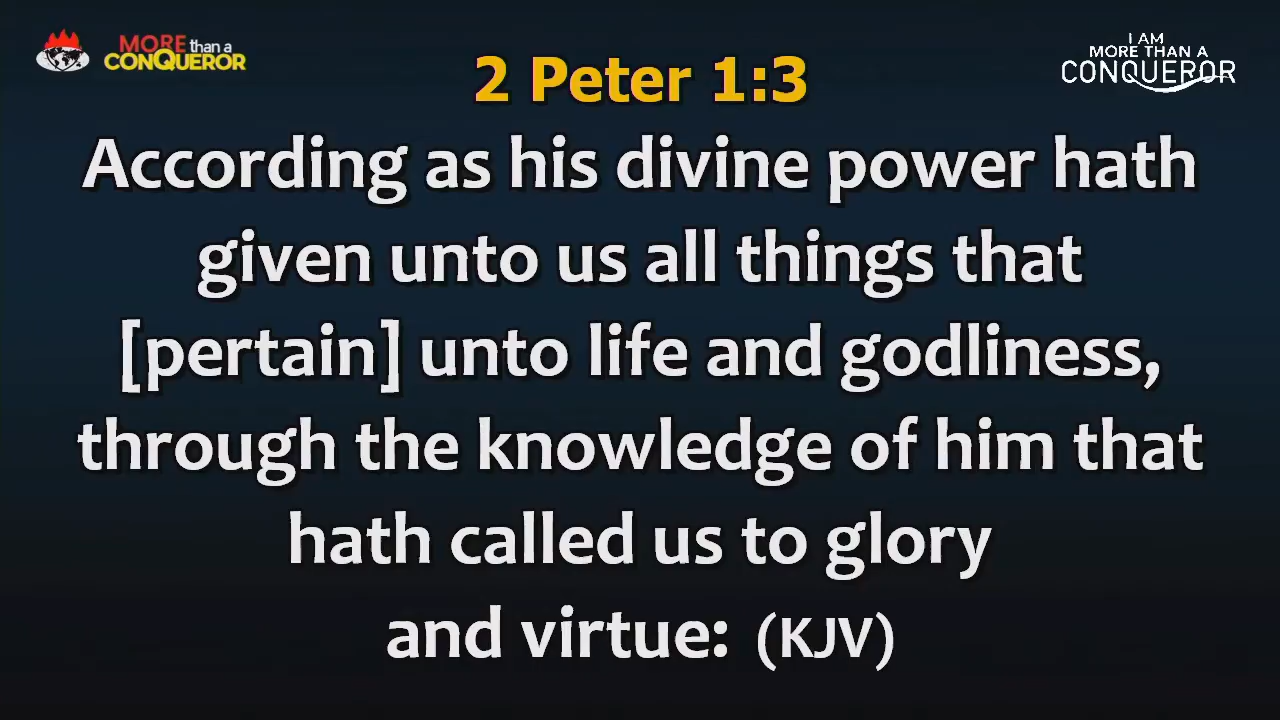 MORE than a
CONQUEROR
I AM
MORE THAN A
CONQUEROR
2 Peter 1:3
According as his divine power hath
given unto us all things that
[pertain] unto life and godliness,
through the knowledge of him that
hath called us to glory
and virtue: (KJV)